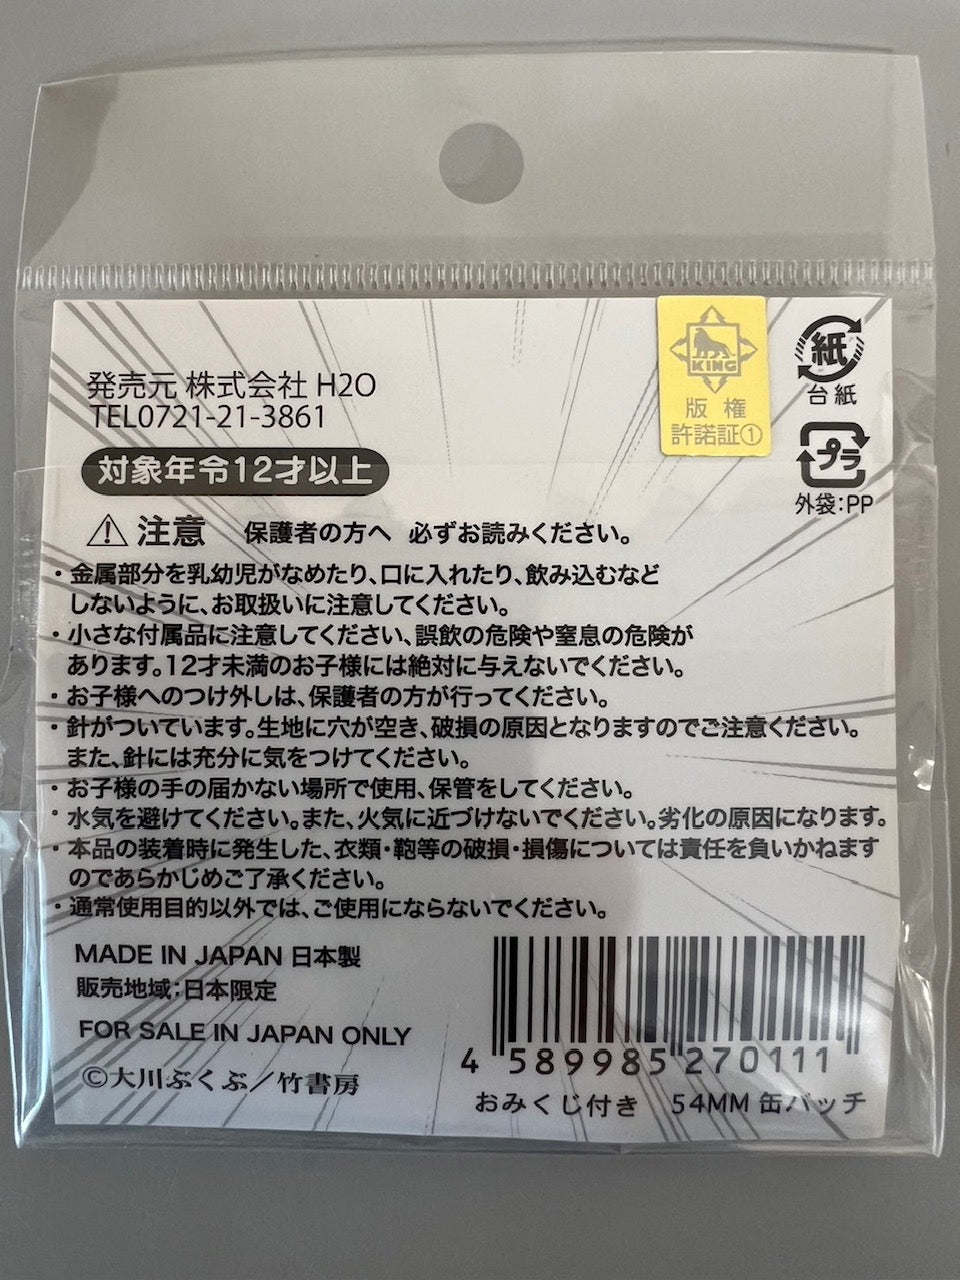 発売元 株式会社 H2O
TEL0721-21-3861
対象年令12才以上
KING
版権
許諾証①
紙
台紙
プラ
外袋:PP
注意 保護者の方へ 必ずお読みください。
・金属部分を乳幼児がなめたり、口に入れたり、飲み込むなど
しないように、お取扱いに注意してください。
・小さな付属品に注意してください、誤飲の危険や窒息の危険が
あります。12才未満のお子様には絶対に与えないでください。
・お子様へのつけ外しは、保護者の方が行ってください。
・針がついています。生地に穴が空き、破損の原因となりますのでご注意ください。
また、針には充分に気をつけてください。
・お子様の手の届かない場所で使用、保管をしてください。
・水気を避けてください。また、火気に近づけないでください。劣化の原因になります。
・本品の装着時に発生した、衣類・鞄等の破損・損傷については責任を負いかねます
のであらかじめご了承ください。
・通常使用目的以外では、ご使用にならないでください。
MADE IN JAPAN 日本製
販売地域:日本限定
FOR SALE IN JAPAN ONLY
©大川ぶくぶ/竹書房
4 589985 270111
おみくじ付き 54MM 缶バッチ